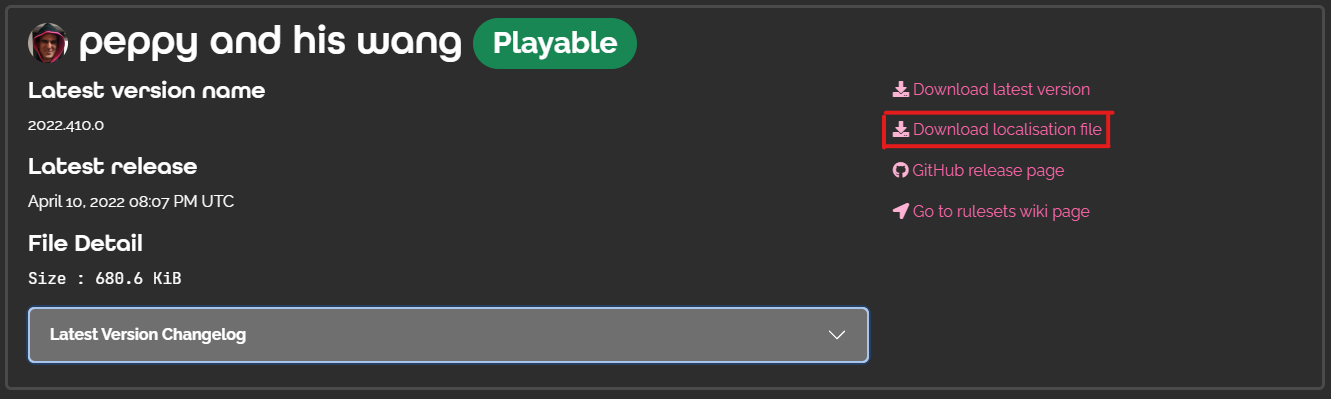 peppy and his wang Playable
Latest version name
2022.410.0
Latest release
April 10, 2022 08:07 PM UTC
File Detail
Size : 680.6 KiB
Latest Version Changelog
Download latest version
Download localisation file
GitHub release page
Go to rulesets wiki page